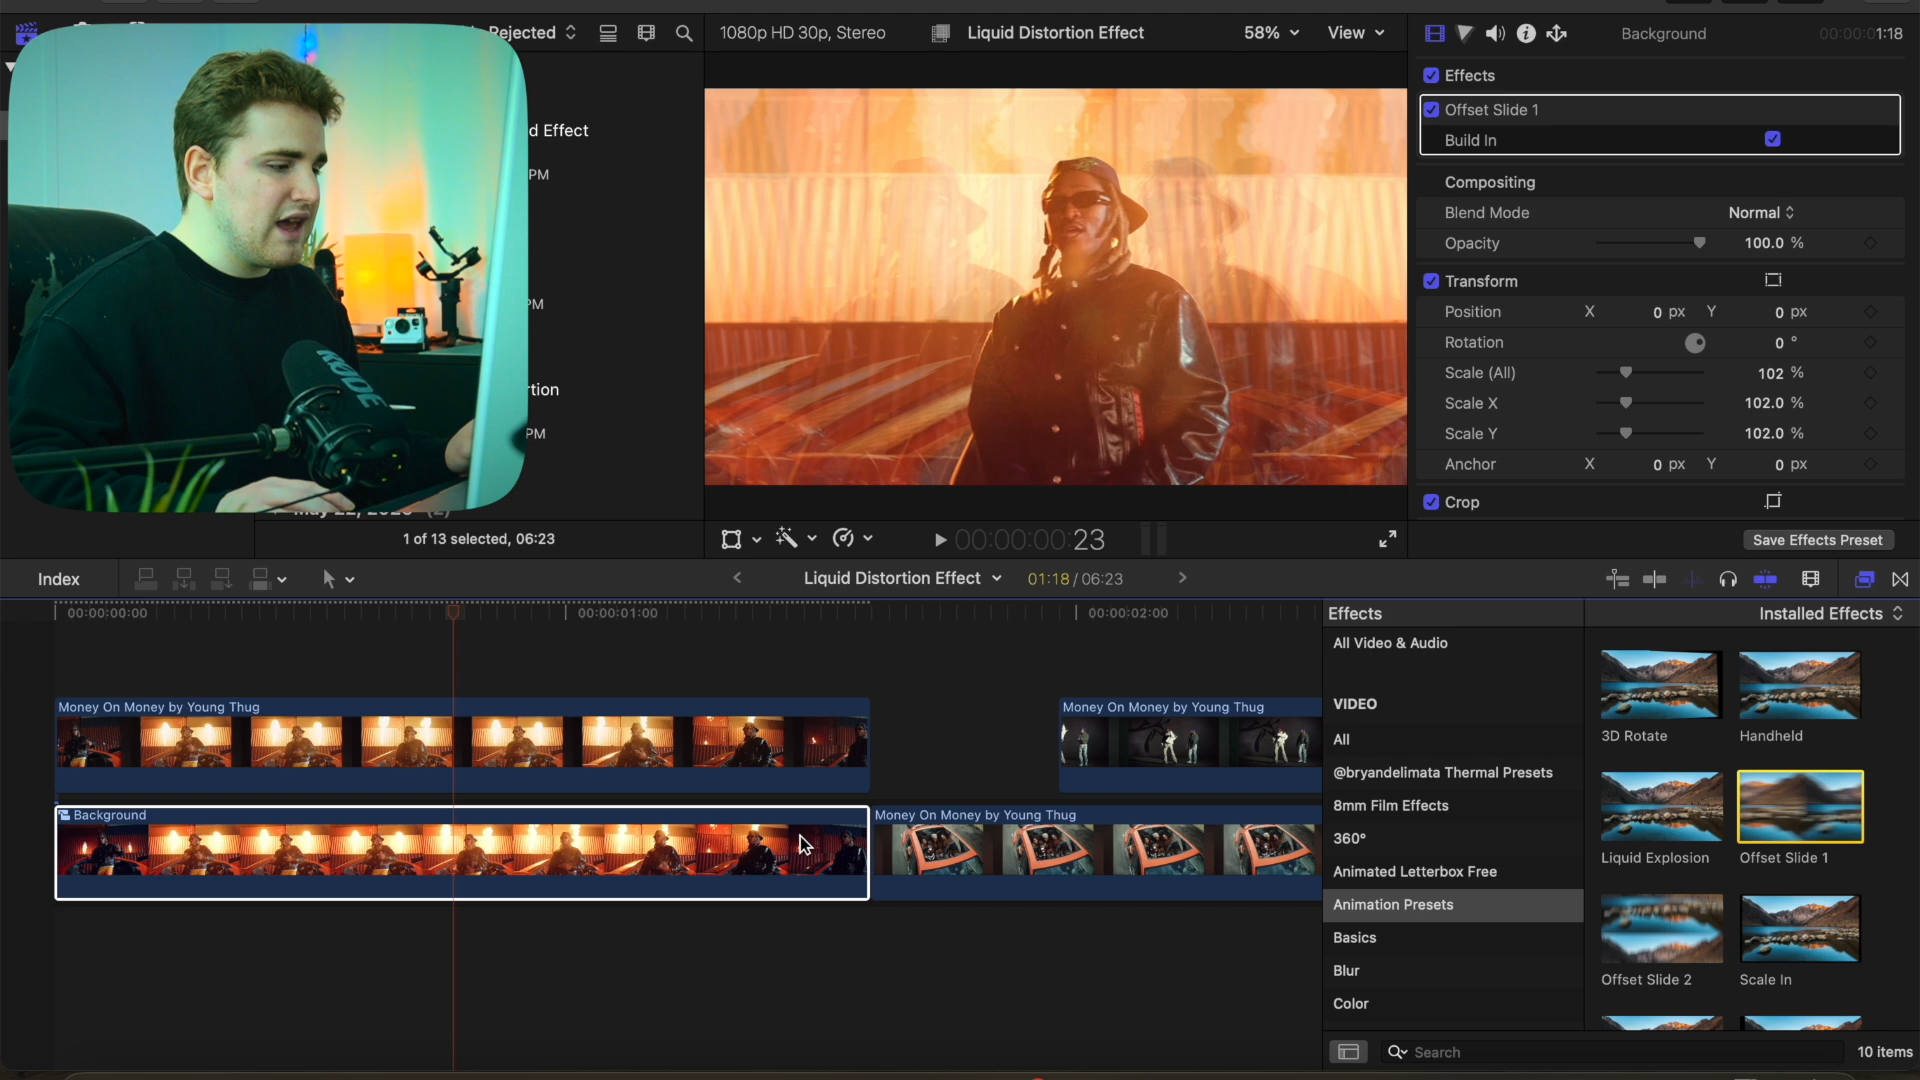 Rejected
1080p HD 30p, Stereo
Liquid Distortion Effect
58%
View
Background
00:00:01:18
d Effect
PM
PM
rtion
PM
RØDE
1 of 13 selected, 06:23
00:00:00:23
Effects
Offset Slide 1
Build In
Compositing
Blend Mode
Normal
Opacity
100.0 %
Transform
Position X 0 px Y 0 px
Rotation 0 °
Scale (All) 102 %
Scale X 102.0 %
Scale Y 102.0 %
Anchor X 0 px Y 0 px
Crop
Save Effects Preset
Index
Liquid Distortion Effect
01:18 / 06:23
00:00:00:00
00:00:01:00
00:00:02:00
Money On Money by Young Thug
Money On Money by Young Thug
Background
Money On Money by Young Thug
Effects
Installed Effects
All Video & Audio
VIDEO
All
@bryandelimata Thermal Presets
8mm Film Effects
360°
Animated Letterbox Free
Animation Presets
Basics
Blur
Color
3D Rotate
Handheld
Liquid Explosion
Offset Slide 1
Offset Slide 2
Scale In
Search
10 items